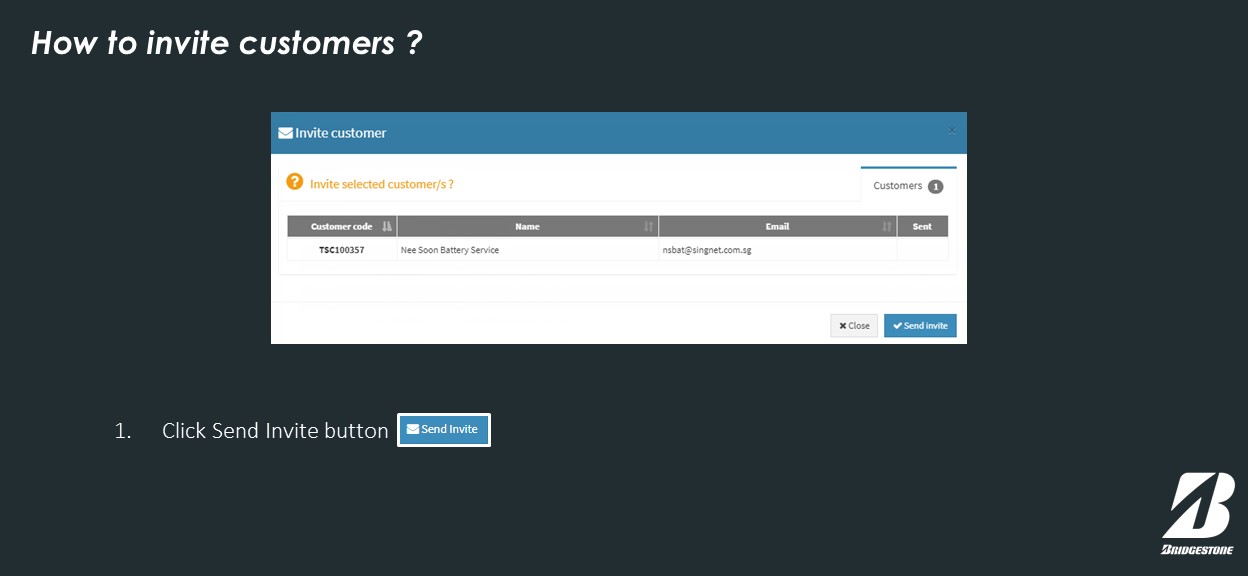 How to invite customers ?
Invite customer ×
? Invite selected customer/s ?
Customers 1
Customer code Name Email Sent
TSC100357 Nee Soon Battery Service nsbat@singnet.com.sg
Close Send invite
1. Click Send Invite button Send Invite
BRIDGESTONE